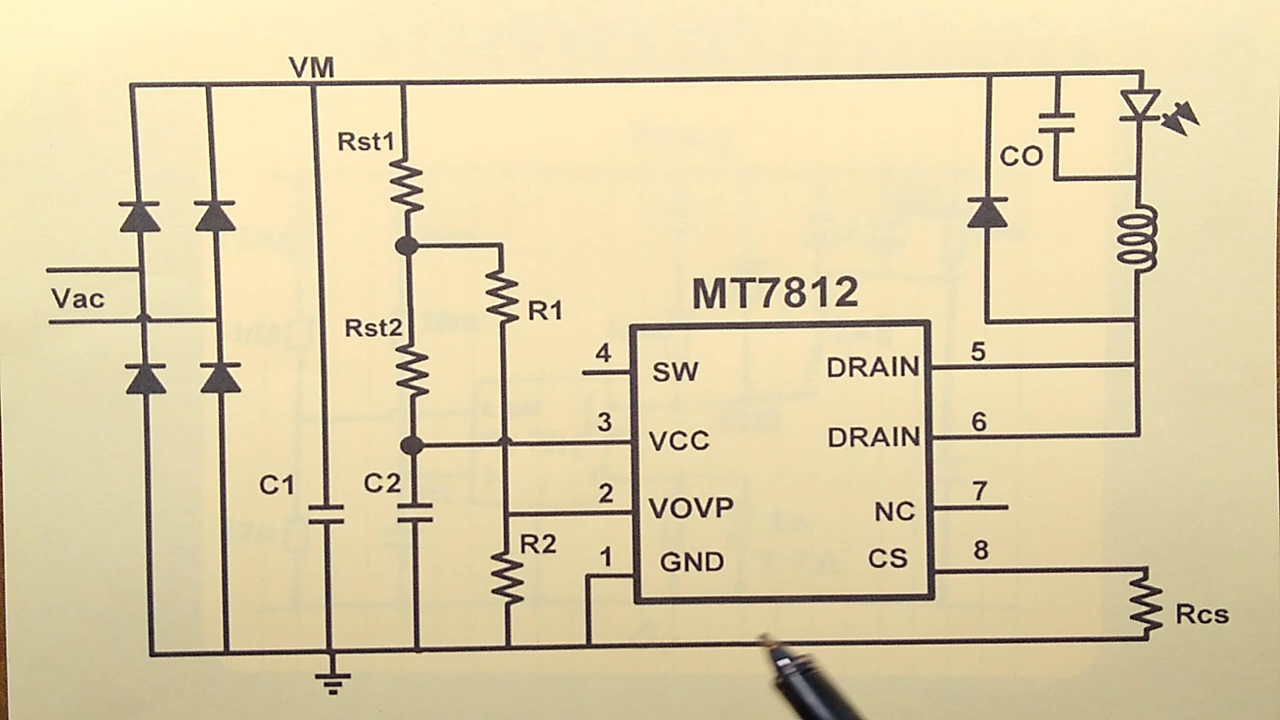 VM
Rst1
CO
Vac
MT7812
R1
Rst2
4
SW
DRAIN
5
3
VCC
DRAIN
6
C1
C2
2
VOVP
NC
7
R2
1
GND
CS
8
Rcs